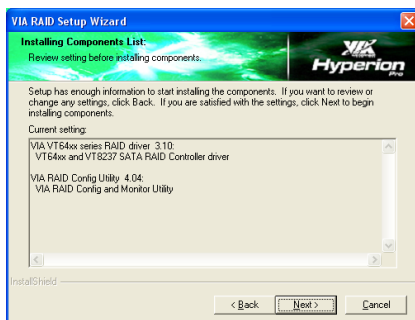 VIA RAID Setup Wizard
Installing Components List:
Review setting before installing components.
VIA
Hyperion
Pro
Setup has enough information to start installing the components. If you want to review or
change any settings, click Back. If you are satisfied with the settings, click Next to begin
installing components.
Current setting:
VIA VT64xx series RAID driver 3.10:
VT64xx and VT8237 SATA RAID Controller driver
VIA RAID Config Utility 4.04:
VIA RAID Config and Monitor Utility
InstallShield
< Back
Next >
Cancel